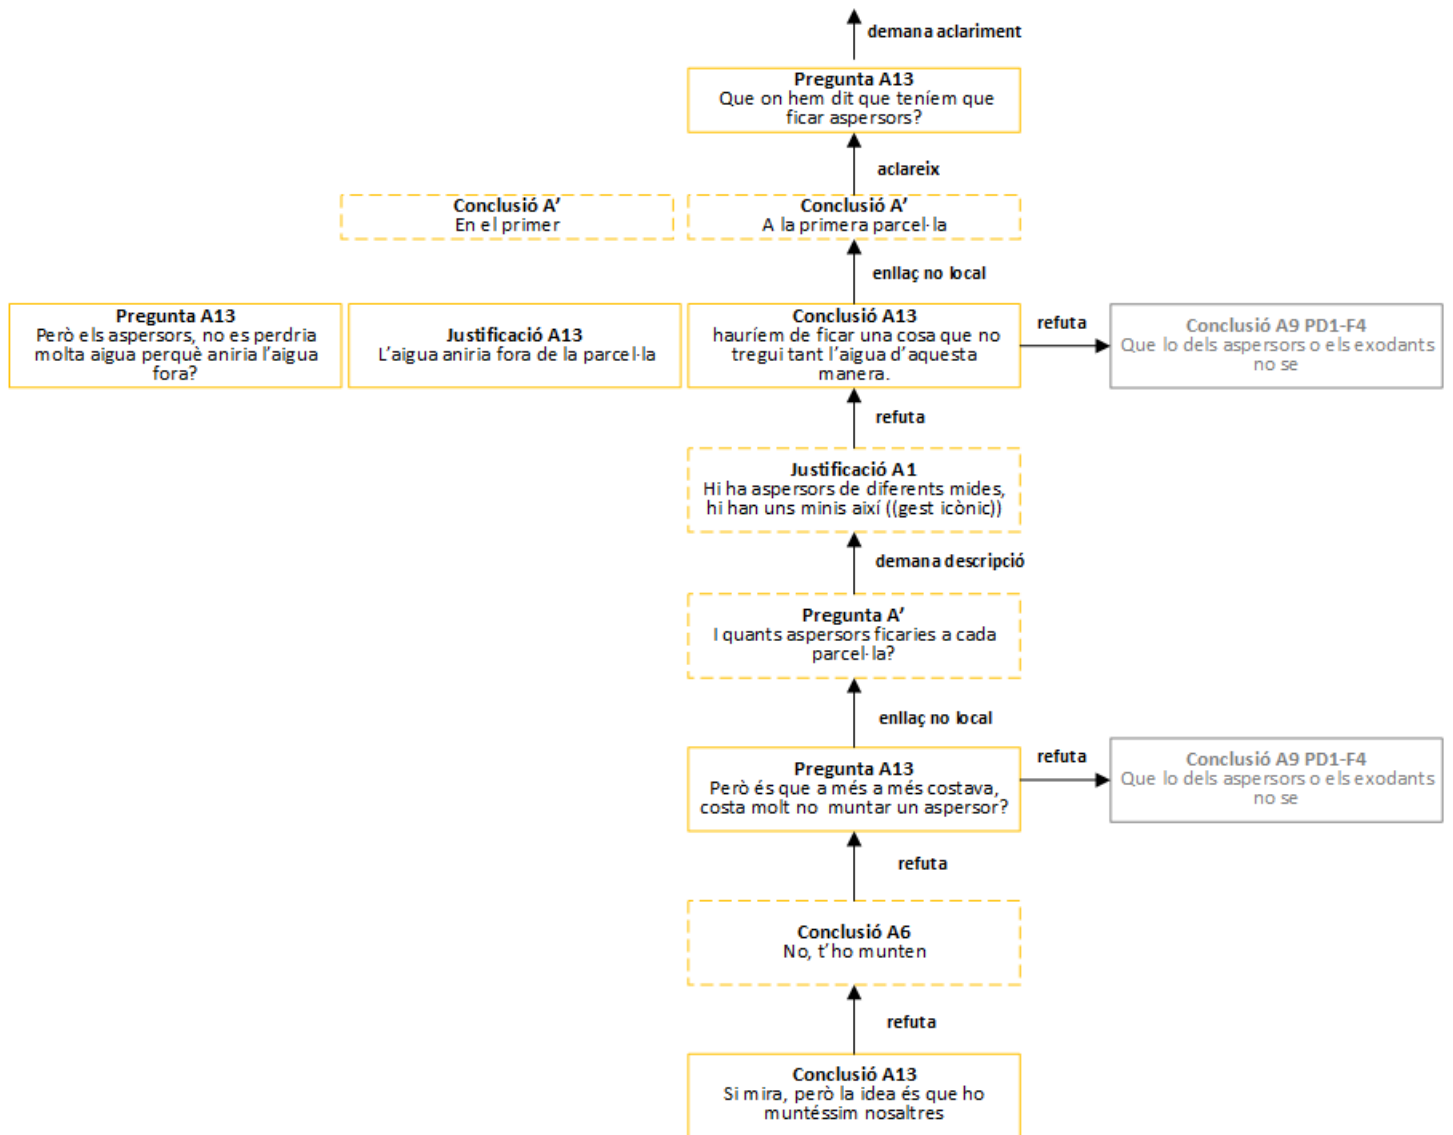 demana aclariment
Pregunta A13
Que on hem dit que teníem que
ficar aspersors?
aclareix
Conclusió A’
En el primer
Conclusió A’
A la primera parcel·la
enllaç no local
Pregunta A13
Però els aspersors, no es perdria
molta aigua perquè aniria l’aigua
fora?
Justificació A13
L’aigua aniria fora de la parcel·la
Conclusió A13
hauríem de ficar una cosa que no
tregui tant l’aigua d’aquesta
manera.
refuta
Conclusió A9 PD1-F4
Que lo dels aspersors o els exodants
no se
refuta
Justificació A1
Hi ha aspersors de diferents mides,
hi han uns minis així ((gest icònic))
demana descripció
Pregunta A’
I quants aspersors ficaries a cada
parcel·la?
enllaç no local
Pregunta A13
Però és que a més a més costava,
costa molt no muntar un aspersor?
refuta
Conclusió A9 PD1-F4
Que lo dels aspersors o els exodants
no se
refuta
Conclusió A6
No, t’ho munten
refuta
Conclusió A13
Si mira, però la idea és que ho
muntéssim nosaltres